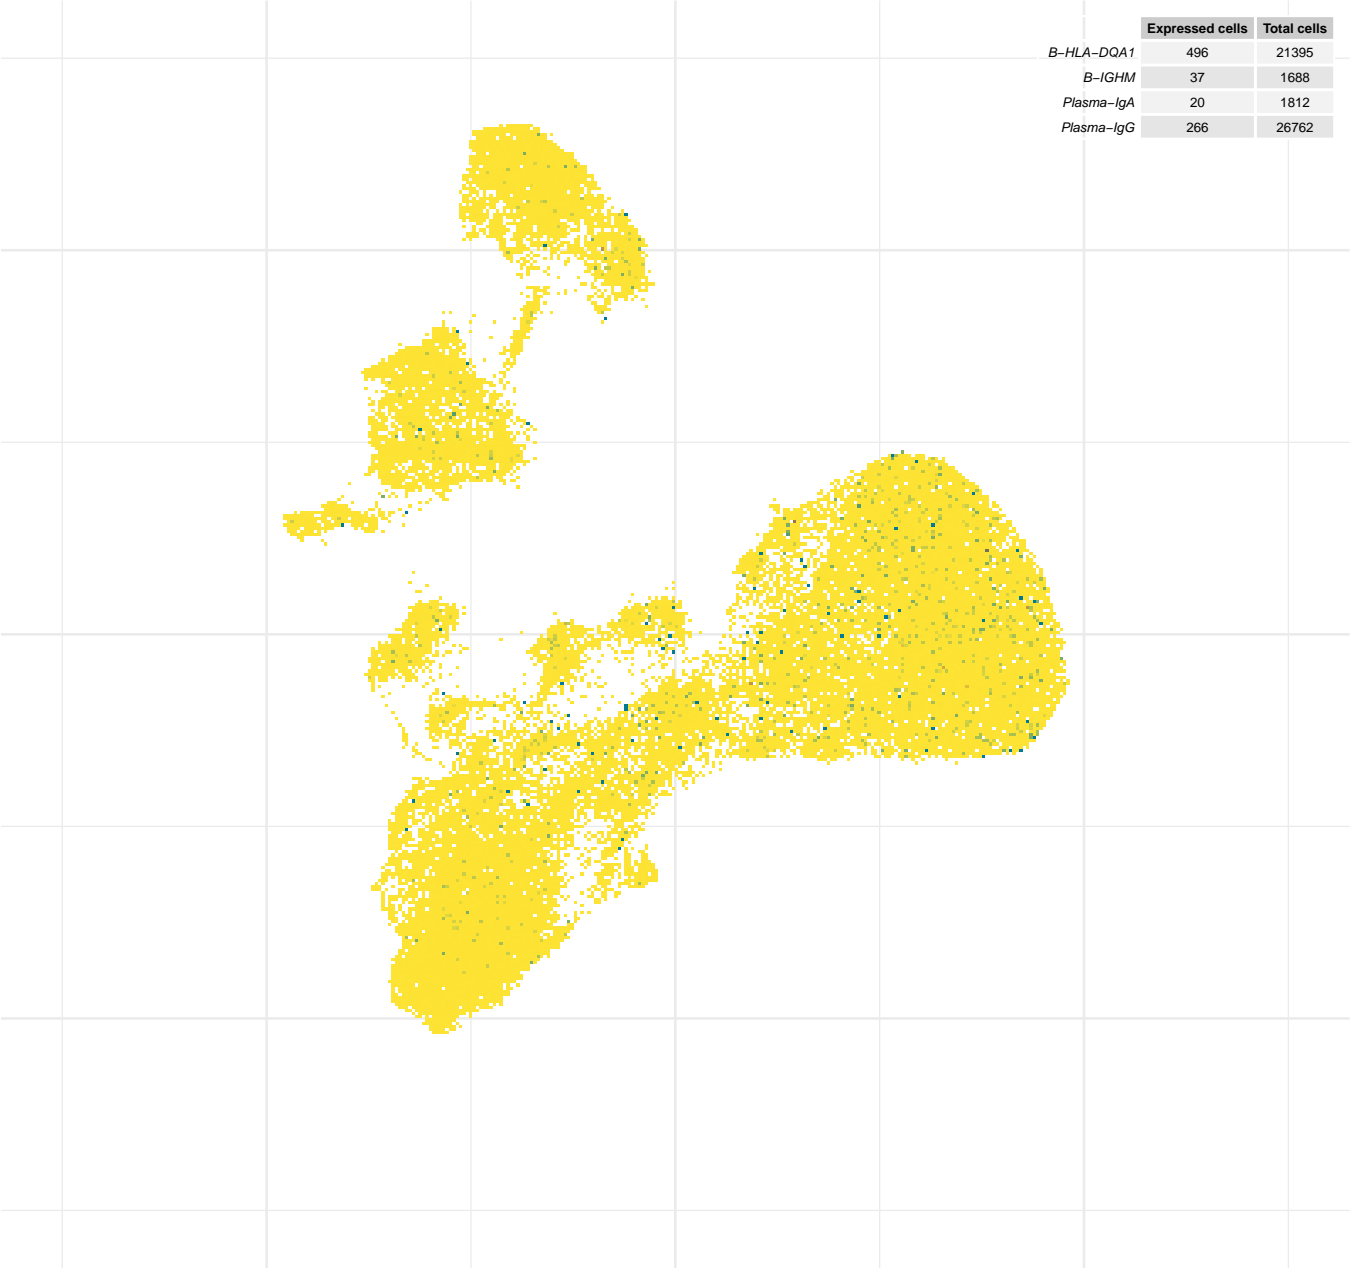 Expressed cells Total cells
B−HLA−DQA1 496 21395
B−IGHM 37 1688
Plasma−IgA 20 1812
Plasma−IgG 266 26762